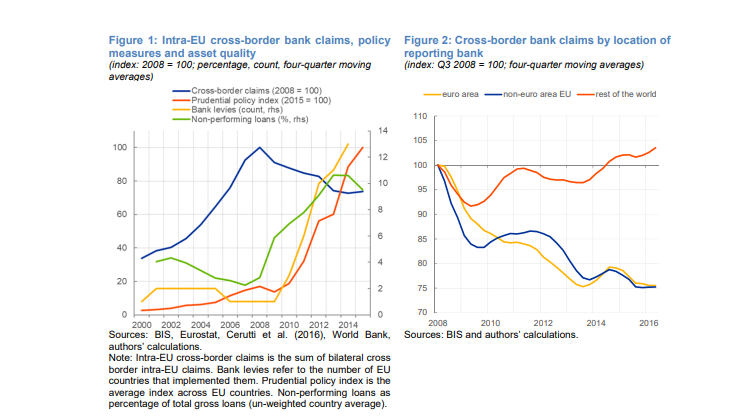 Figure 1: Intra-EU cross-border bank claims, policy
measures and asset quality
(index: 2008 = 100; percentage, count, four-quarter moving
averages)
Cross-border claims (2008 = 100)
Prudential policy index (2015 = 100)
Bank levies (count, rhs)
Non-performing loans (%, rhs)
100
80
60
40
20
0
14
12
10
8
6
4
2
0
2000 2002 2004 2006 2008 2010 2012 2014
Sources: BIS, Eurostat, Cerutti et al. (2016), World Bank,
authors' calculations.
Note: Intra-EU cross-border claims is the sum of bilateral cross
border intra-EU claims. Bank levies refer to the number of EU
countries that implemented them. Prudential policy index is the
average index across EU countries. Non-performing loans as
percentage of total gross loans (un-weighted country average).
Figure 2: Cross-border bank claims by location of
reporting bank
(index: Q3 2008 = 100; four-quarter moving averages)
euro area non-euro area EU rest of the world
110
105
100
95
90
85
80
75
70
2008 2010 2012 2014 2016
Sources: BIS and authors' calculations.